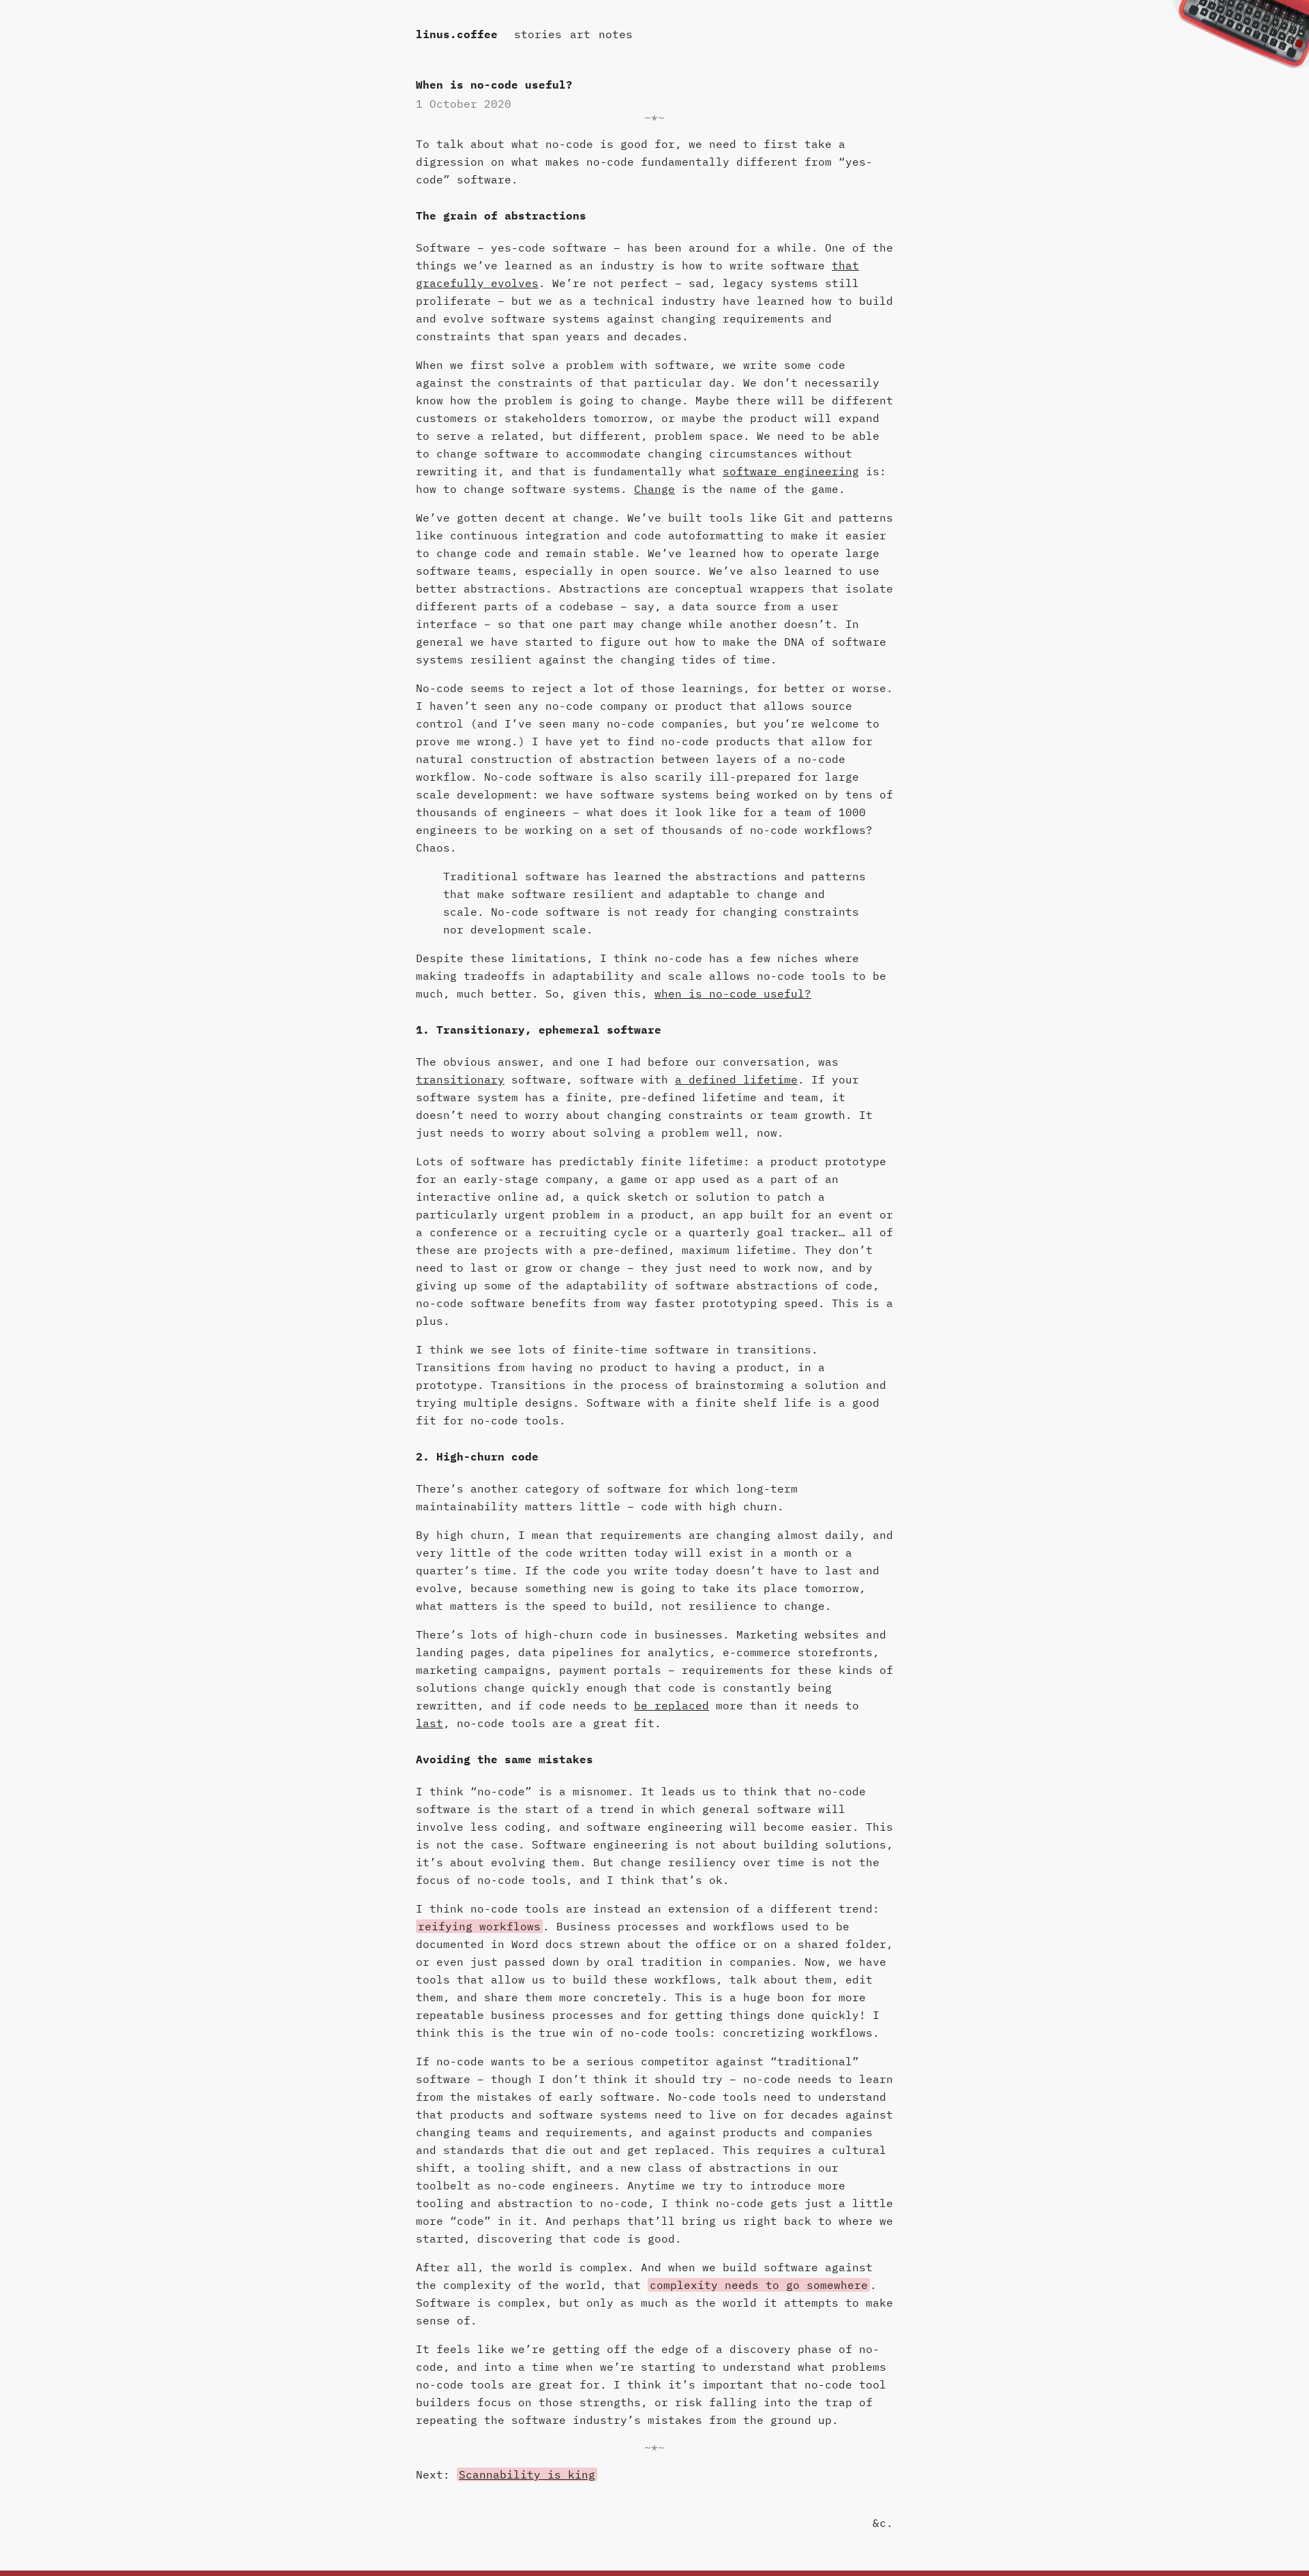 linus.coffee stories art notes
When is no-code useful?
1 October 2020
~*~
To talk about what no-code is good for, we need to first take a
digression on what makes no-code fundamentally different from “yes-
code” software.
The grain of abstractions
Software – yes-code software – has been around for a while. One of the
things we’ve learned as an industry is how to write software that
gracefully evolves. We’re not perfect – sad, legacy systems still
proliferate – but we as a technical industry have learned how to build
and evolve software systems against changing requirements and
constraints that span years and decades.
When we first solve a problem with software, we write some code
against the constraints of that particular day. We don’t necessarily
know how the problem is going to change. Maybe there will be different
customers or stakeholders tomorrow, or maybe the product will expand
to serve a related, but different, problem space. We need to be able
to change software to accommodate changing circumstances without
rewriting it, and that is fundamentally what software engineering is:
how to change software systems. Change is the name of the game.
We’ve gotten decent at change. We’ve built tools like Git and patterns
like continuous integration and code autoformatting to make it easier
to change code and remain stable. We’ve learned how to operate large
software teams, especially in open source. We’ve also learned to use
better abstractions. Abstractions are conceptual wrappers that isolate
different parts of a codebase – say, a data source from a user
interface – so that one part may change while another doesn’t. In
general we have started to figure out how to make the DNA of software
systems resilient against the changing tides of time.
No-code seems to reject a lot of those learnings, for better or worse.
I haven’t seen any no-code company or product that allows source
control (and I’ve seen many no-code companies, but you’re welcome to
prove me wrong.) I have yet to find no-code products that allow for
natural construction of abstraction between layers of a no-code
workflow. No-code software is also scarily ill-prepared for large
scale development: we have software systems being worked on by tens of
thousands of engineers – what does it look like for a team of 1000
engineers to be working on a set of thousands of no-code workflows?
Chaos.
Traditional software has learned the abstractions and patterns
that make software resilient and adaptable to change and
scale. No-code software is not ready for changing constraints
nor development scale.
Despite these limitations, I think no-code has a few niches where
making tradeoffs in adaptability and scale allows no-code tools to be
much, much better. So, given this, when is no-code useful?
1. Transitionary, ephemeral software
The obvious answer, and one I had before our conversation, was
transitionary software, software with a defined lifetime. If your
software system has a finite, pre-defined lifetime and team, it
doesn’t need to worry about changing constraints or team growth. It
just needs to worry about solving a problem well, now.
Lots of software has predictably finite lifetime: a product prototype
for an early-stage company, a game or app used as a part of an
interactive online ad, a quick sketch or solution to patch a
particularly urgent problem in a product, an app built for an event or
a conference or a recruiting cycle or a quarterly goal tracker… all of
these are projects with a pre-defined, maximum lifetime. They don’t
need to last or grow or change – they just need to work now, and by
giving up some of the adaptability of software abstractions of code,
no-code software benefits from way faster prototyping speed. This is a
plus.
I think we see lots of finite-time software in transitions.
Transitions from having no product to having a product, in a
prototype. Transitions in the process of brainstorming a solution and
trying multiple designs. Software with a finite shelf life is a good
fit for no-code tools.
2. High-churn code
There’s another category of software for which long-term
maintainability matters little – code with high churn.
By high churn, I mean that requirements are changing almost daily, and
very little of the code written today will exist in a month or a
quarter’s time. If the code you write today doesn’t have to last and
evolve, because something new is going to take its place tomorrow,
what matters is the speed to build, not resilience to change.
There’s lots of high-churn code in businesses. Marketing websites and
landing pages, data pipelines for analytics, e-commerce storefronts,
marketing campaigns, payment portals – requirements for these kinds of
solutions change quickly enough that code is constantly being
rewritten, and if code needs to be replaced more than it needs to
last, no-code tools are a great fit.
Avoiding the same mistakes
I think “no-code” is a misnomer. It leads us to think that no-code
software is the start of a trend in which general software will
involve less coding, and software engineering will become easier. This
is not the case. Software engineering is not about building solutions,
it’s about evolving them. But change resiliency over time is not the
focus of no-code tools, and I think that’s ok.
I think no-code tools are instead an extension of a different trend:
reifying workflows. Business processes and workflows used to be
documented in Word docs strewn about the office or on a shared folder,
or even just passed down by oral tradition in companies. Now, we have
tools that allow us to build these workflows, talk about them, edit
them, and share them more concretely. This is a huge boon for more
repeatable business processes and for getting things done quickly! I
think this is the true win of no-code tools: concretizing workflows.
If no-code wants to be a serious competitor against “traditional”
software – though I don’t think it should try – no-code needs to learn
from the mistakes of early software. No-code tools need to understand
that products and software systems need to live on for decades against
changing teams and requirements, and against products and companies
and standards that die out and get replaced. This requires a cultural
shift, a tooling shift, and a new class of abstractions in our
toolbelt as no-code engineers. Anytime we try to introduce more
tooling and abstraction to no-code, I think no-code gets just a little
more “code” in it. And perhaps that’ll bring us right back to where we
started, discovering that code is good.
After all, the world is complex. And when we build software against
the complexity of the world, that complexity needs to go somewhere.
Software is complex, but only as much as the world it attempts to make
sense of.
It feels like we’re getting off the edge of a discovery phase of no-
code, and into a time when we’re starting to understand what problems
no-code tools are great for. I think it’s important that no-code tool
builders focus on those strengths, or risk falling into the trap of
repeating the software industry’s mistakes from the ground up.
~*~
Next: Scannability is king
&c.